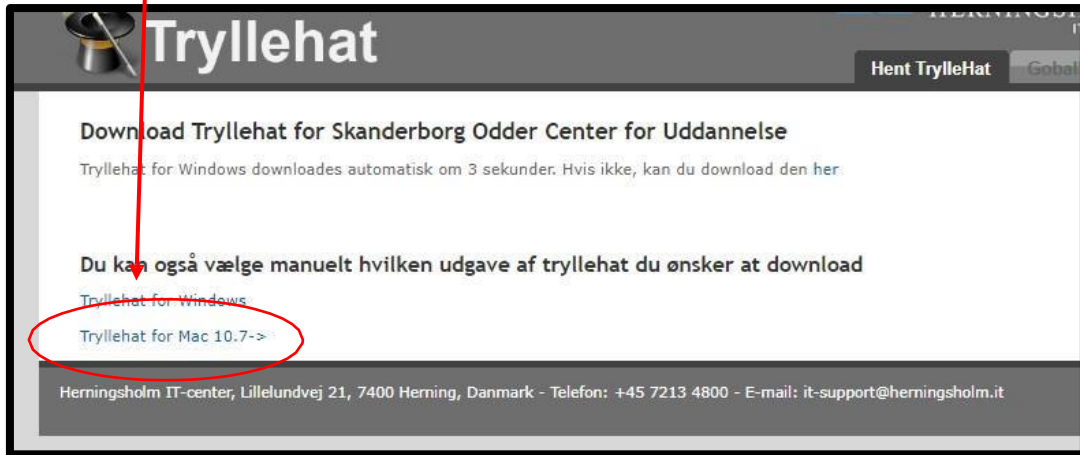 Tryllehat
Hent TrylleHat
Download Tryllehat for Skanderborg Odder Center for Uddannelse
Tryllehat for Windows downloades automatisk om 3 sekunder. Hvis ikke, kan du download den her
Du kan også vælge manuelt hvilken udgave af tryllehat du ønsker at download
Tryllehat for Windows
Tryllehat for Mac 10.7->
Herningsholm IT-center, Lillelundvej 21, 7400 Herning, Danmark - Telefon: +45 7213 4800 - E-mail: it-support@herningsholm.it